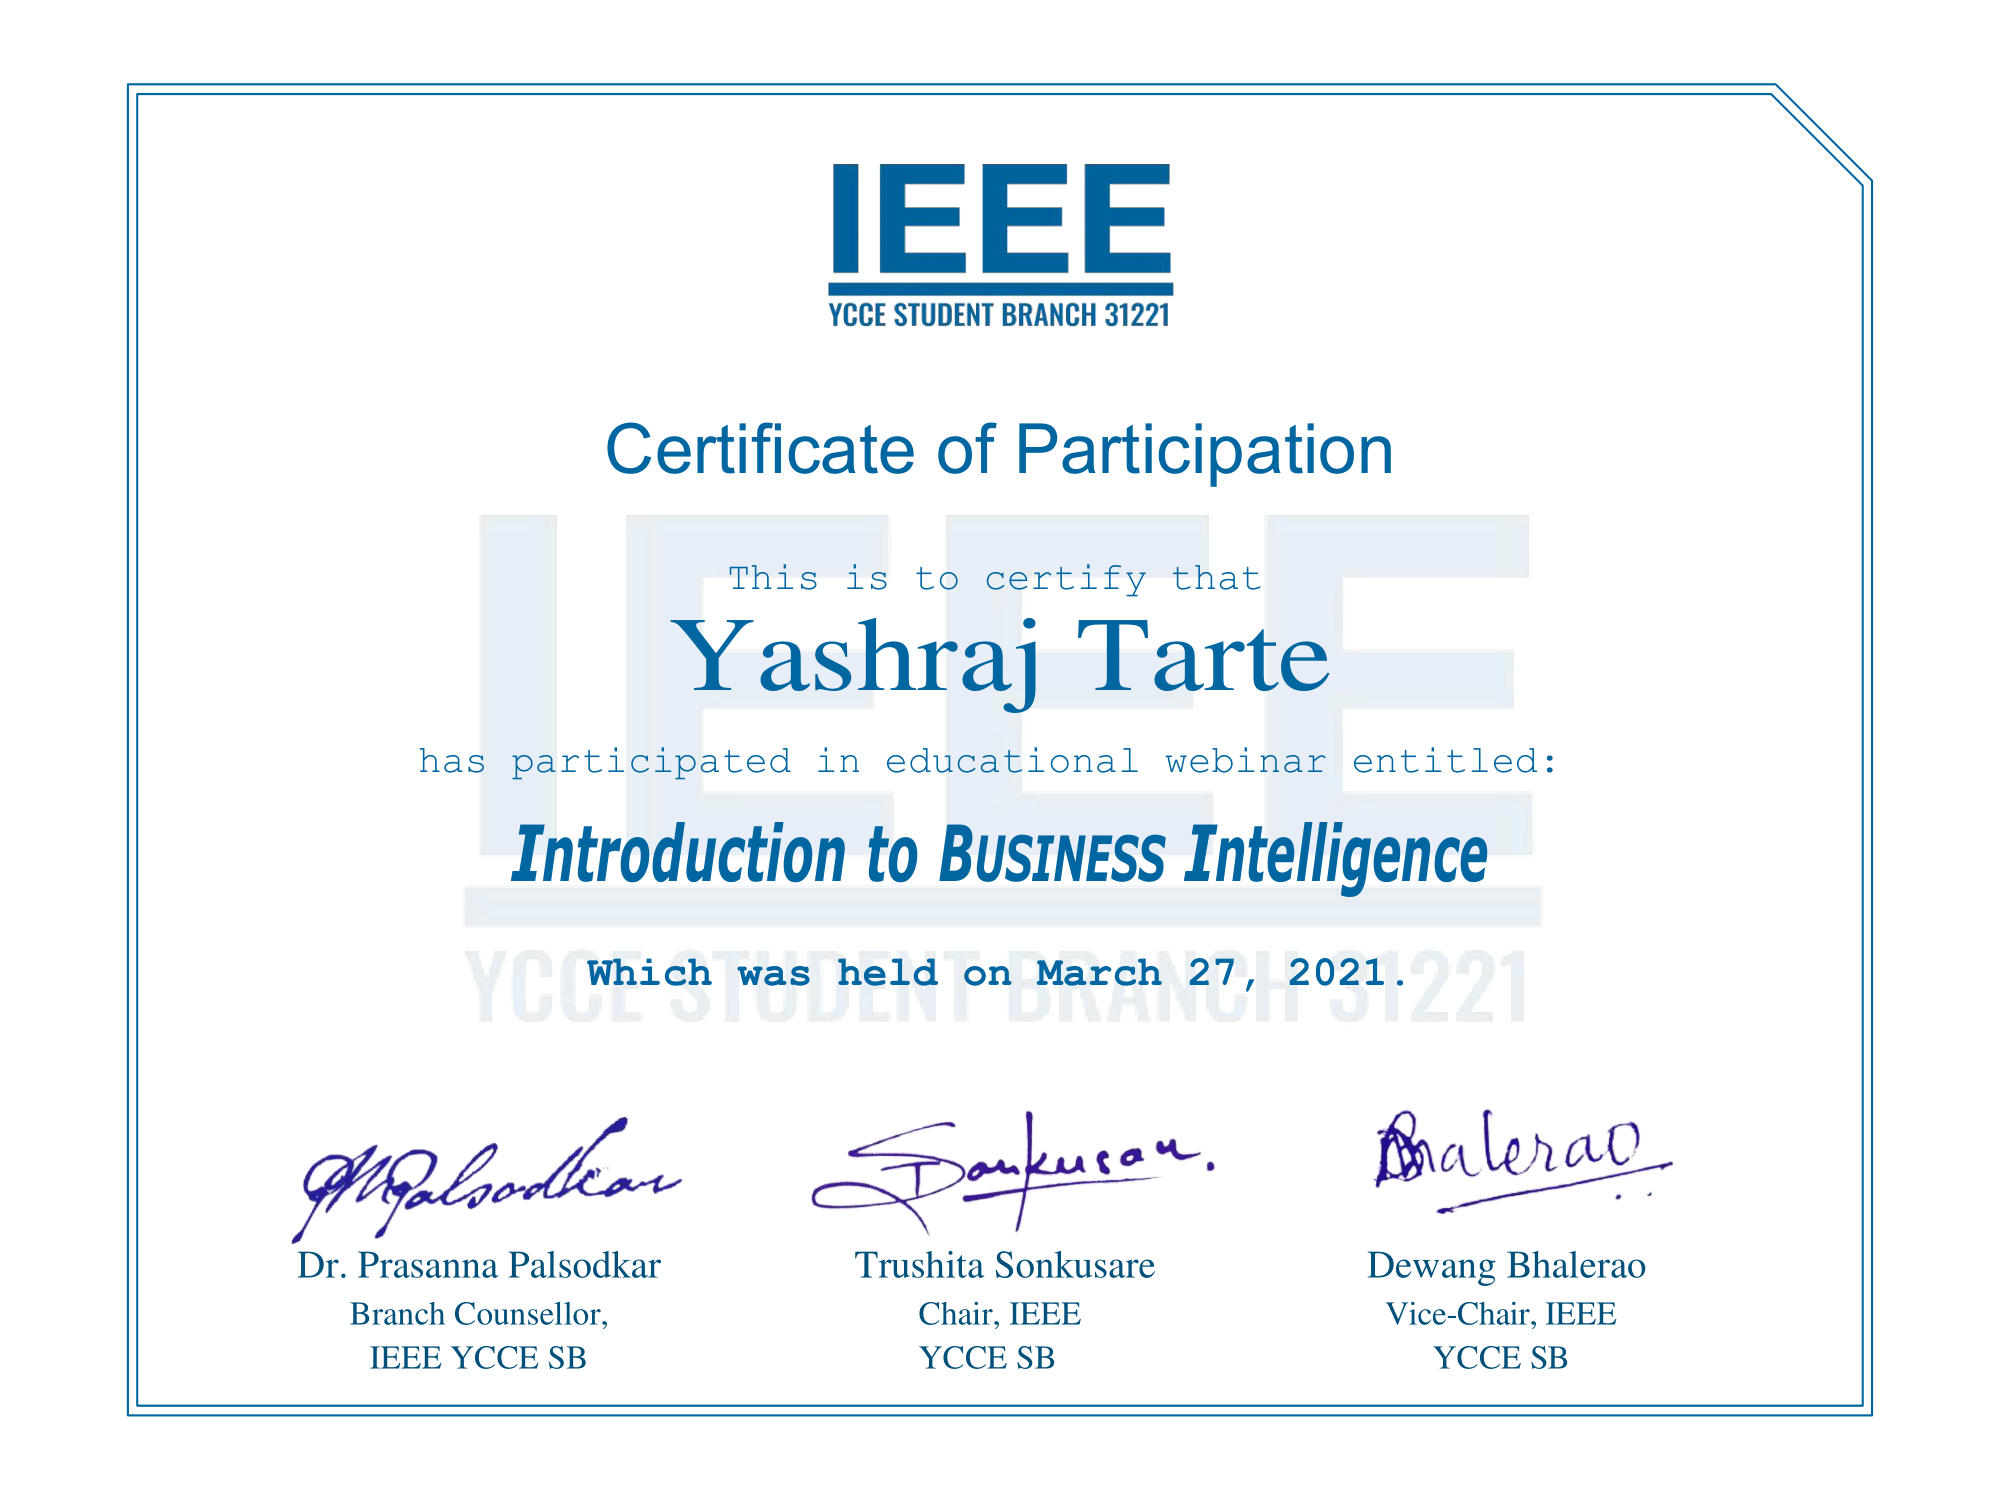 IEEE
YCCE STUDENT BRANCH 31221
Certificate of Participation
This is to certify that
Yashraj Tarte
has participated in educational webinar entitled:
Introduction to BUSINESS Intelligence
Which was held on March 27, 2021.
IEEE
YCCE STUDENT BRANCH 31221
Palsodkar
Sonkusare.
Bhalerao
Dr. Prasanna Palsodkar
Trushita Sonkusare
Dewang Bhalerao
Branch Counsellor,
Chair, IEEE
Vice-Chair, IEEE
IEEE YCCE SB
YCCE SB
YCCE SB